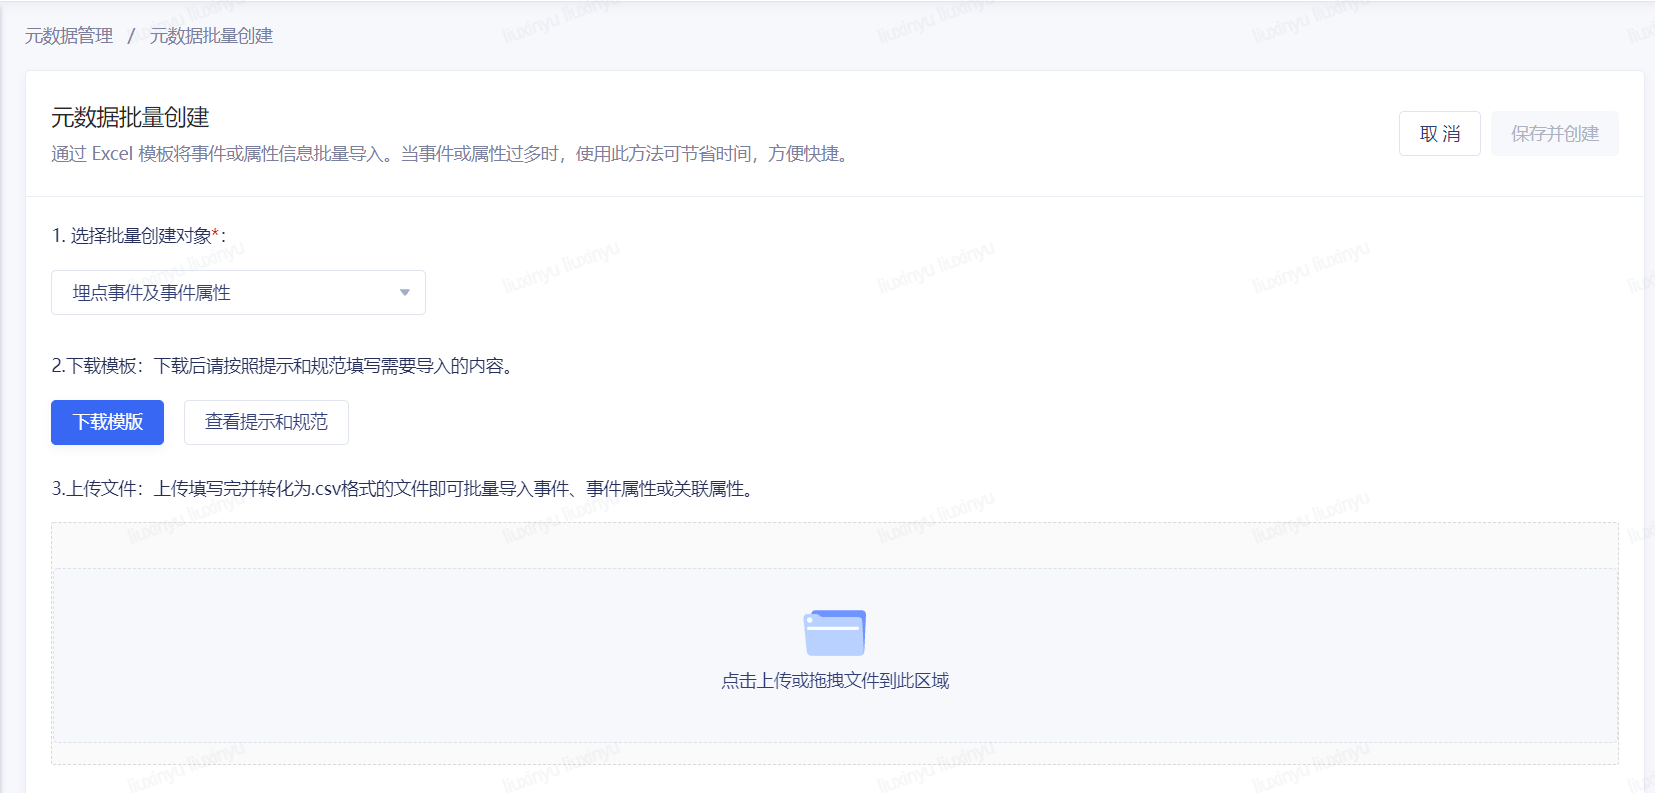 元数据管理 / 元数据批量创建
元数据批量创建
通过 Excel 模板将事件或属性信息批量导入。当事件或属性过多时，使用此方法可节省时间，方便快捷。
取 消
保存并创建
1. 选择批量创建对象*：
埋点事件及事件属性
2.下载模板：下载后请按照提示和规范填写需要导入的内容。
下载模版
查看提示和规范
3.上传文件：上传填写完并转化为.csv格式的文件即可批量导入事件、事件属性或关联属性。
点击上传或拖拽文件到此区域
liuxinyu liuxinyu